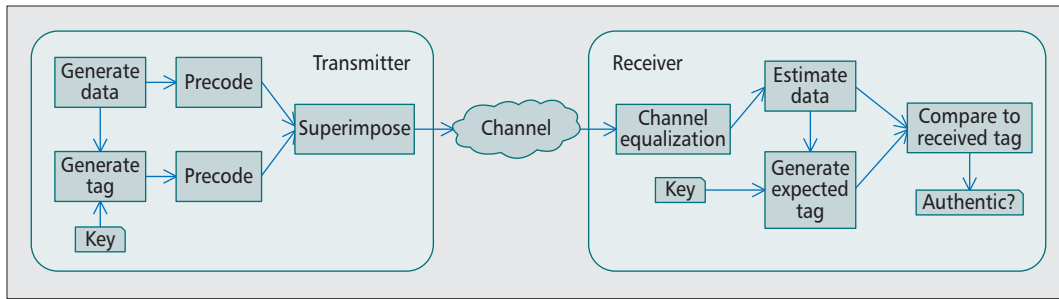 Transmitter
Generate
data
Precode
Superimpose
Generate
tag
Precode
Key
Channel
Receiver
Channel
equalization
Estimate
data
Key
Generate
expected
tag
Compare to
received tag
Authentic?